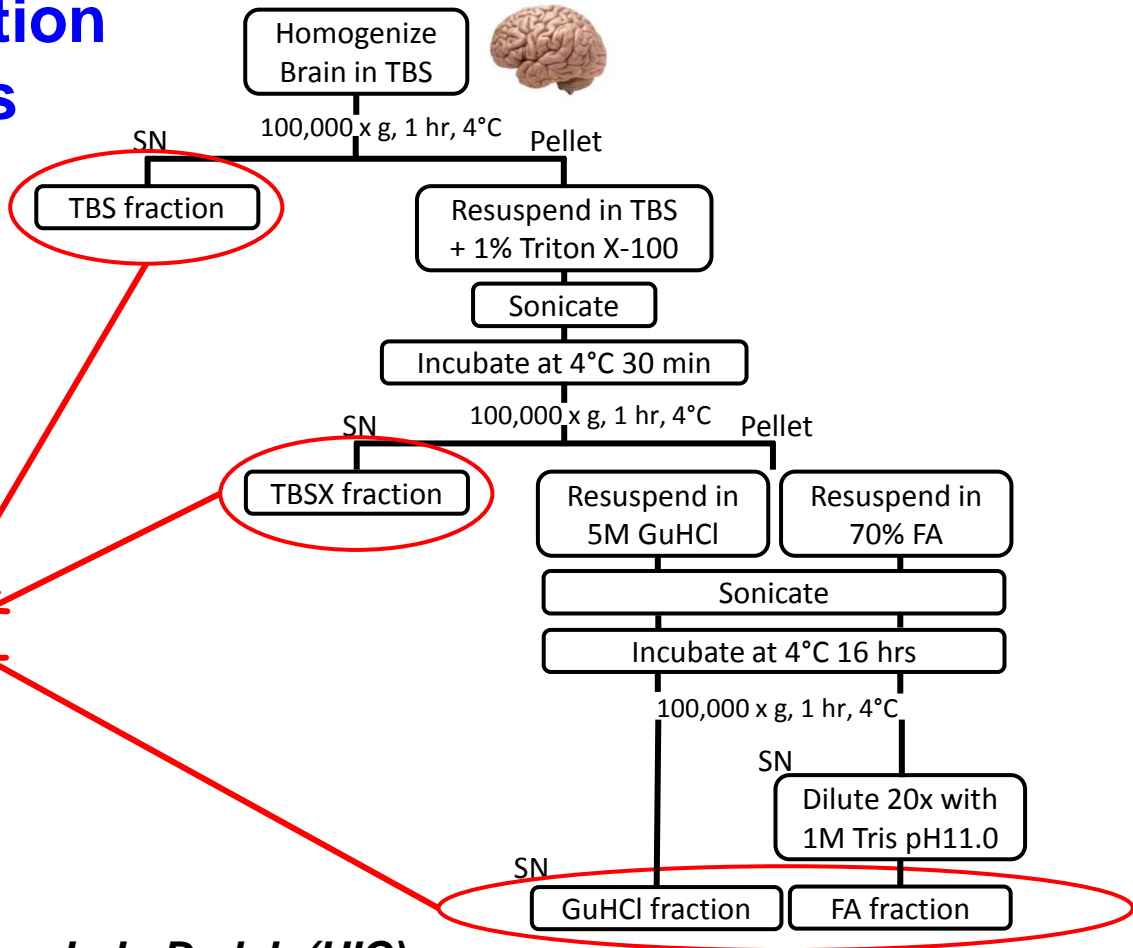 tion
s
Homogenize
Brain in TBS
100,000 x g, 1 hr, 4°C
SN
Pellet
TBS fraction
Resuspend in TBS
+ 1% Triton X-100
Sonicate
Incubate at 4°C 30 min
100,000 x g, 1 hr, 4°C
SN
Pellet
TBSX fraction
Resuspend in
5M GuHCl
Resuspend in
70% FA
Sonicate
Incubate at 4°C 16 hrs
100,000 x g, 1 hr, 4°C
SN
Dilute 20x with
1M Tris pH11.0
SN
GuHCl fraction
FA fraction